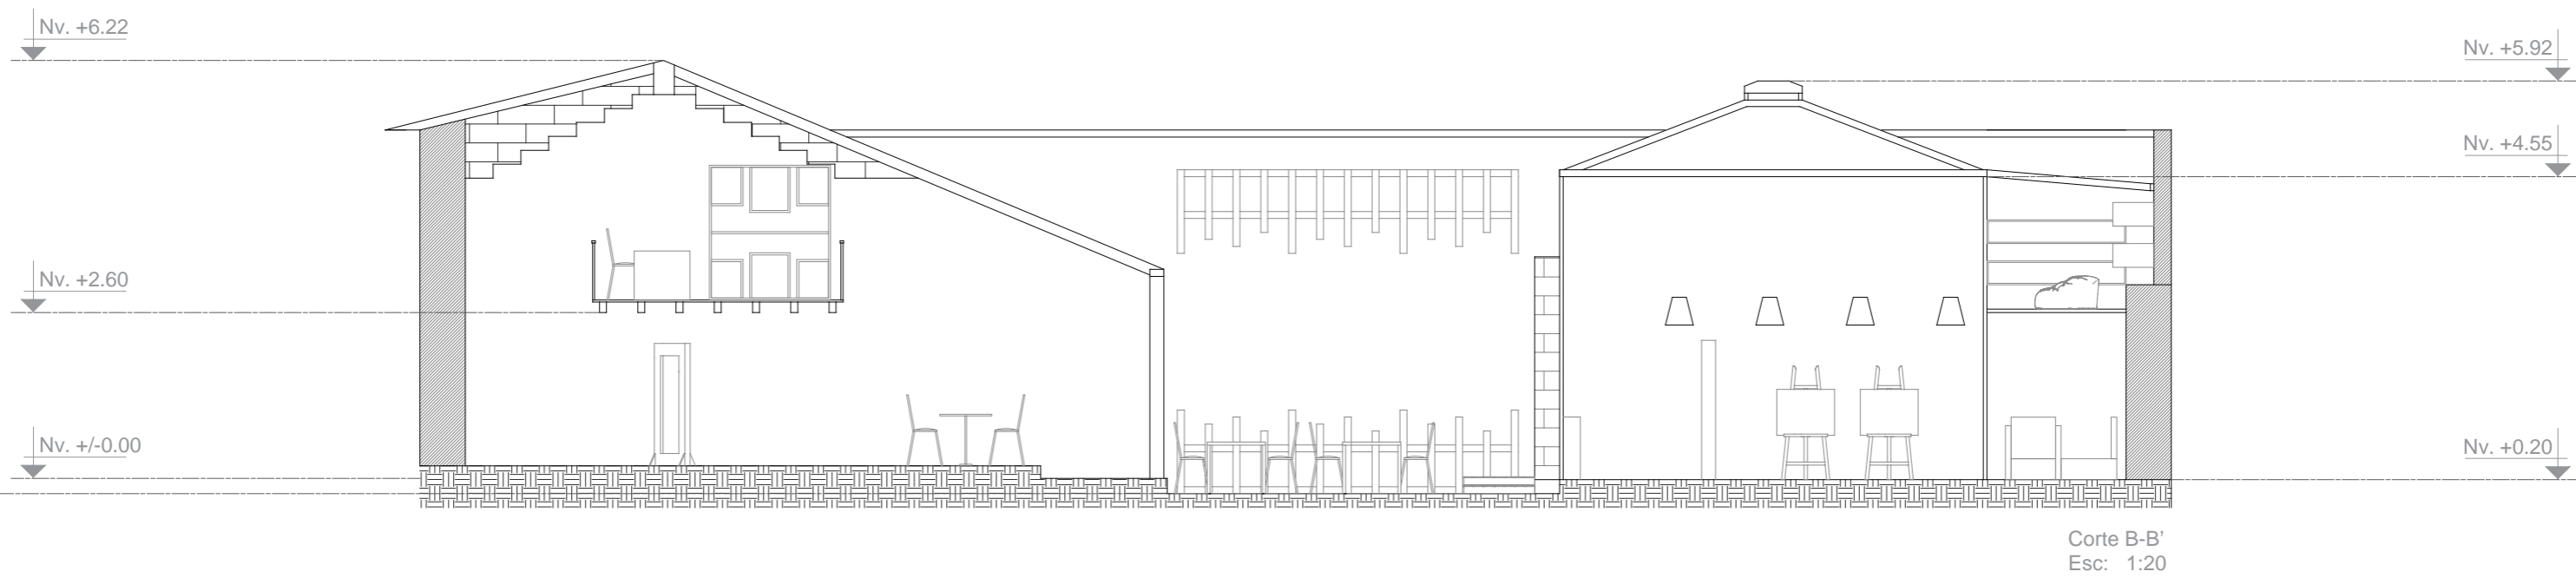 Nv. +6.22
Nv. +5.92
Nv. +4.55
Nv. +2.60
Nv. +/-0.00
Nv. +0.20
Corte B-B’
Esc: 1:20